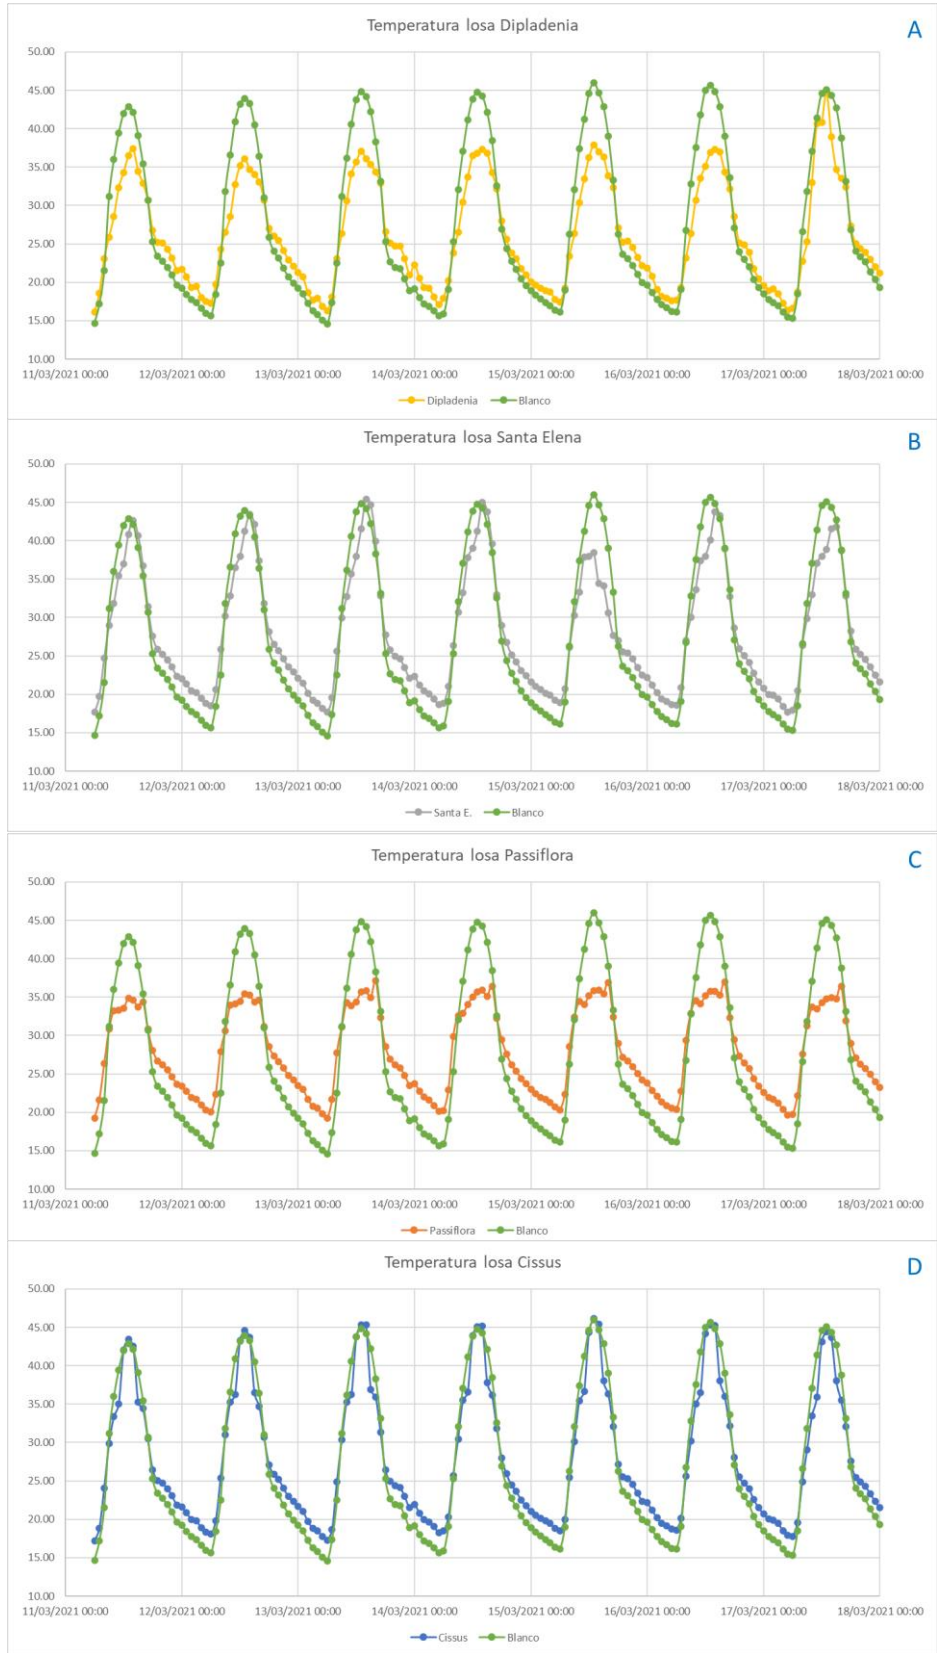 Temperatura losa Dipladenia
A
50.00
45.00
40.00
35.00
30.00
25.00
20.00
15.00
10.00
11/03/2021 00:00 12/03/2021 00:00 13/03/2021 00:00 14/03/2021 00:00 15/03/2021 00:00 16/03/2021 00:00 17/03/2021 00:00 18/03/2021 00:00
Dipladenia Blanco
Temperatura losa Santa Elena
B
50.00
45.00
40.00
35.00
30.00
25.00
20.00
15.00
10.00
11/03/2021 00:00 12/03/2021 00:00 13/03/2021 00:00 14/03/2021 00:00 15/03/2021 00:00 16/03/2021 00:00 17/03/2021 00:00 18/03/2021 00:00
Santa E. Blanco
Temperatura losa Passiflora
C
50.00
45.00
40.00
35.00
30.00
25.00
20.00
15.00
10.00
11/03/2021 00:00 12/03/2021 00:00 13/03/2021 00:00 14/03/2021 00:00 15/03/2021 00:00 16/03/2021 00:00 17/03/2021 00:00 18/03/2021 00:00
Passiflora Blanco
Temperatura losa Cissus
D
50.00
45.00
40.00
35.00
30.00
25.00
20.00
15.00
10.00
11/03/2021 00:00 12/03/2021 00:00 13/03/2021 00:00 14/03/2021 00:00 15/03/2021 00:00 16/03/2021 00:00 17/03/2021 00:00 18/03/2021 00:00
Cissus Blanco